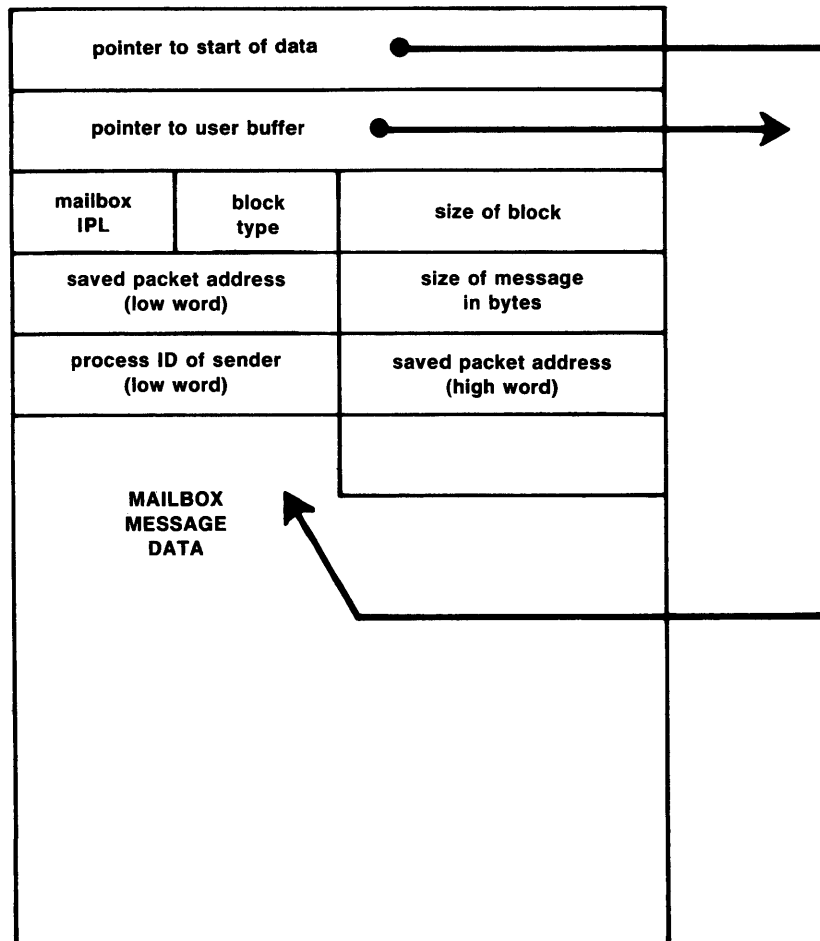 pointer to start of data
pointer to user buffer
mailbox
IPL
block
type
size of block
saved packet address
(low word)
size of message
in bytes
process ID of sender
(low word)
saved packet address
(high word)
MAILBOX
MESSAGE
DATA